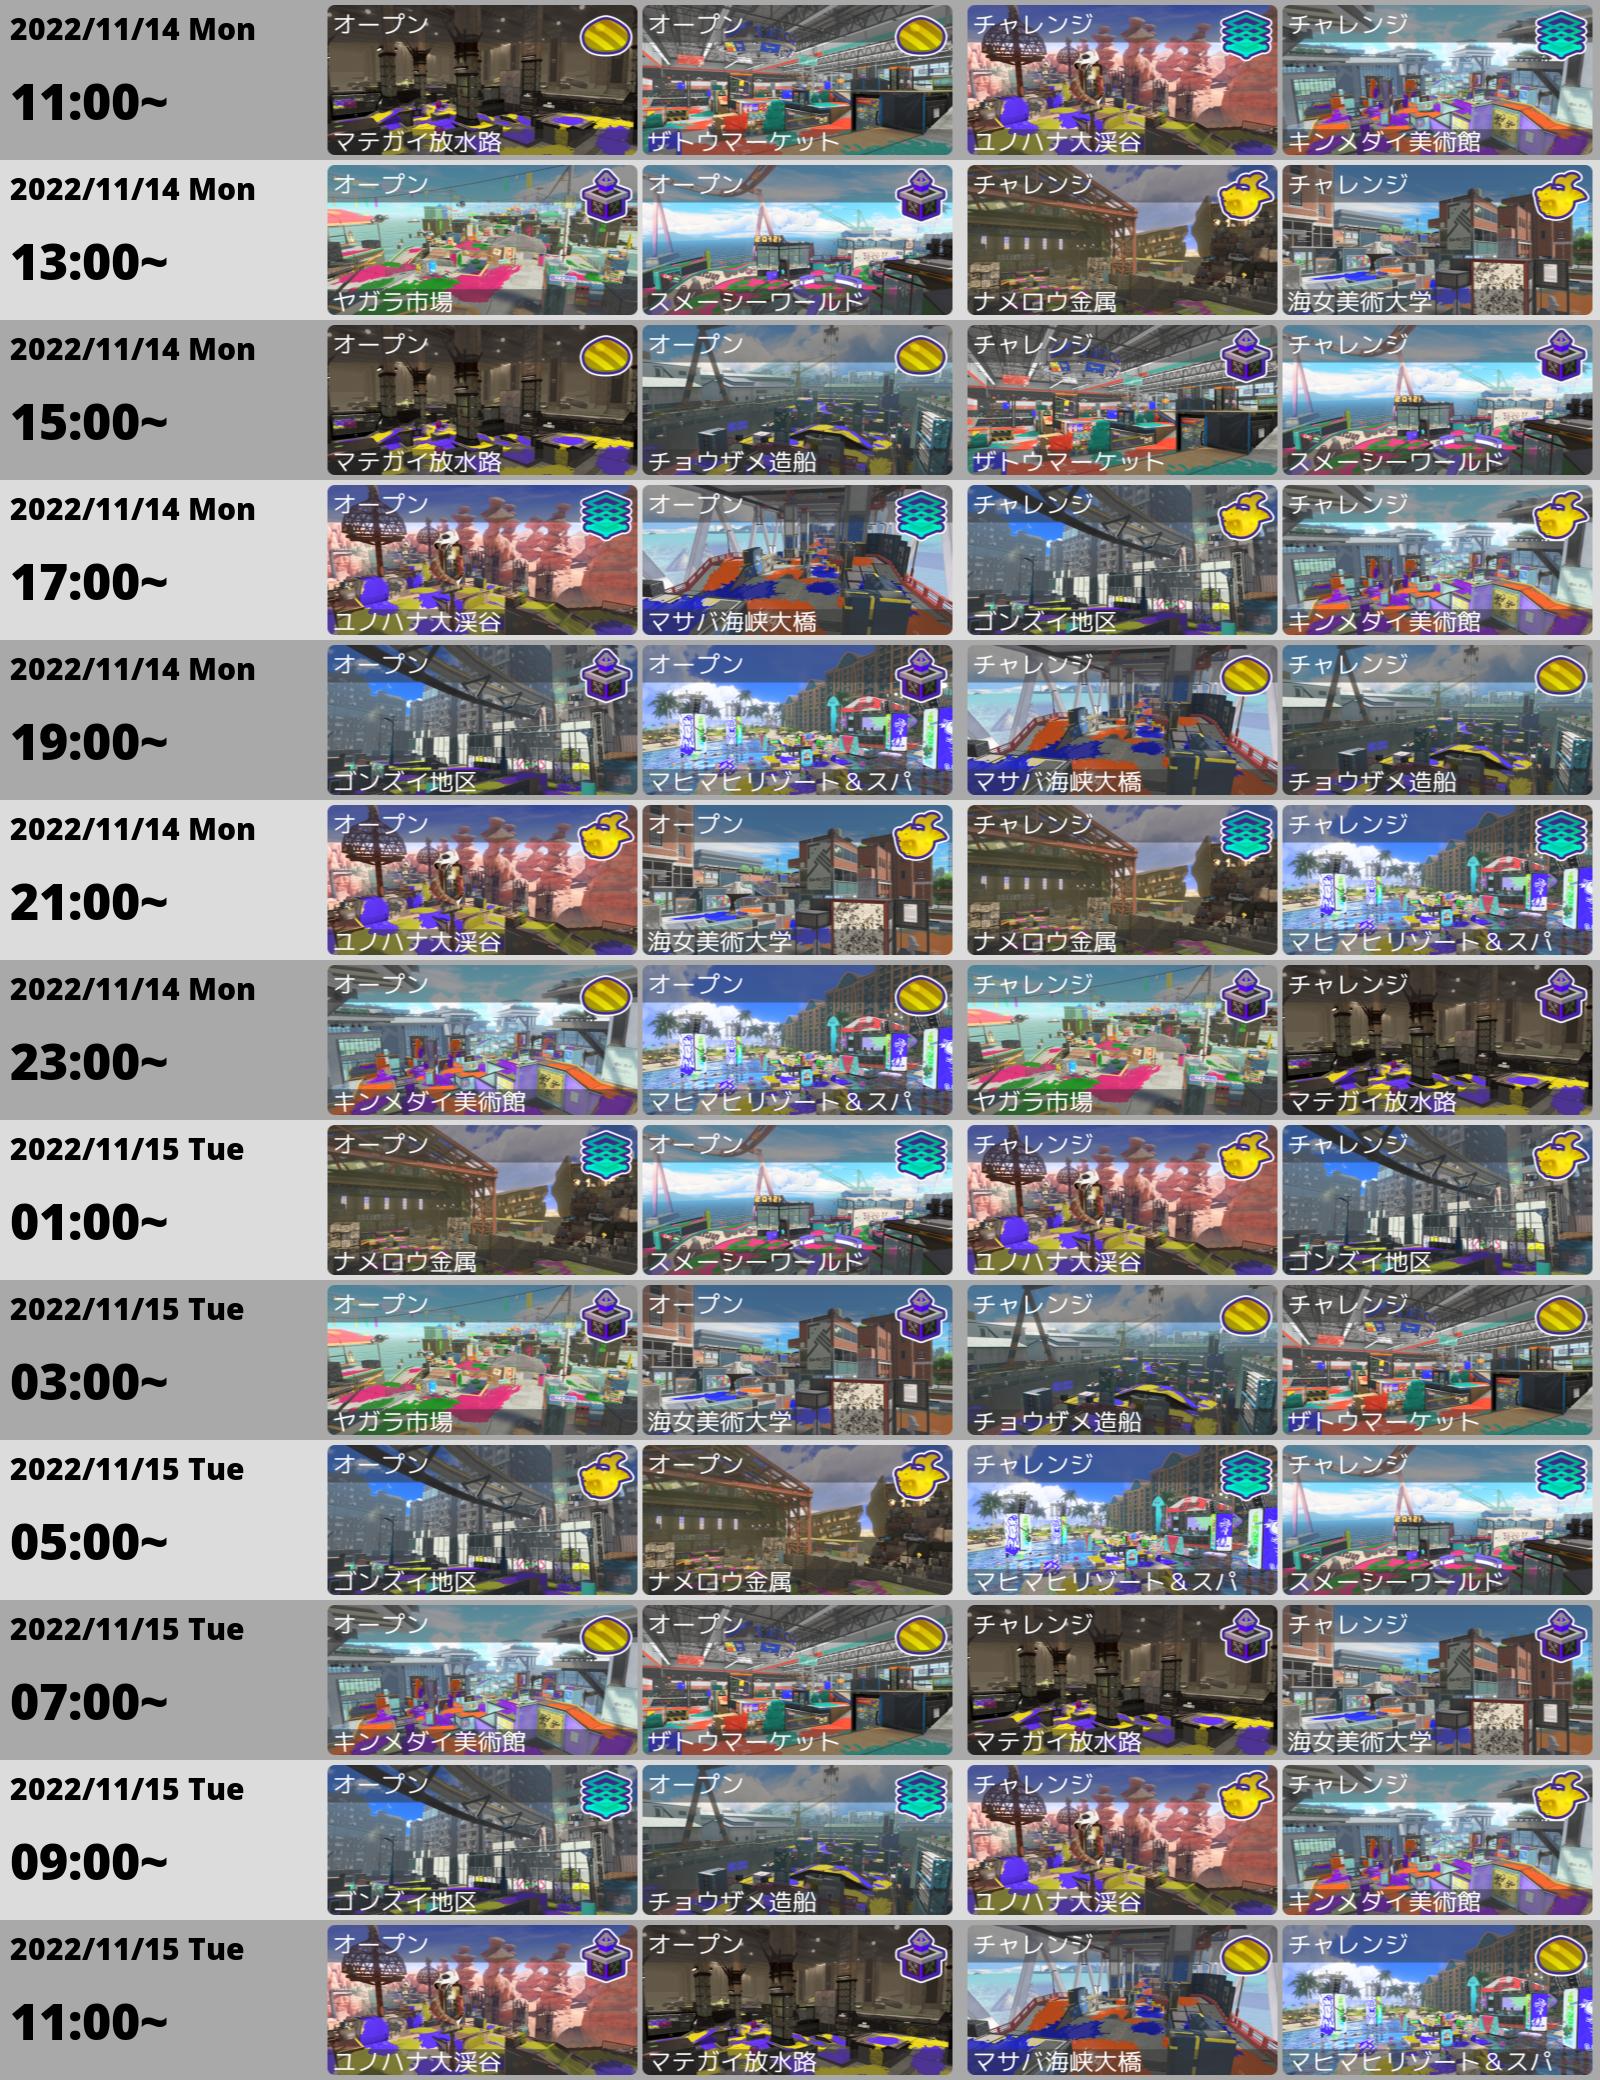 2022/11/14 Mon
11:00~
オープン
マテガイ放水路
オープン
ザトウマーケット
チャレンジ
ユノハナ大渓谷
チャレンジ
キンメダイ美術館
2022/11/14 Mon
13:00~
オープン
ヤガラ市場
オープン
スメーシーワールド
チャレンジ
ナメロウ金属
チャレンジ
海女美術大学
2022/11/14 Mon
15:00~
オープン
マテガイ放水路
オープン
チョウザメ造船
チャレンジ
ザトウマーケット
チャレンジ
スメーシーワールド
2022/11/14 Mon
17:00~
オープン
ユノハナ大渓谷
オープン
マサバ海峡大橋
チャレンジ
ゴンズイ地区
チャレンジ
キンメダイ美術館
2022/11/14 Mon
19:00~
オープン
ゴンズイ地区
オープン
マヒマヒリゾート＆スパ
チャレンジ
マサバ海峡大橋
チャレンジ
チョウザメ造船
2022/11/14 Mon
21:00~
オープン
ユノハナ大渓谷
オープン
海女美術大学
チャレンジ
ナメロウ金属
チャレンジ
マヒマヒリゾート＆スパ
2022/11/14 Mon
23:00~
オープン
キンメダイ美術館
オープン
マヒマヒリゾート＆スパ
チャレンジ
ヤガラ市場
チャレンジ
マテガイ放水路
2022/11/15 Tue
01:00~
オープン
ナメロウ金属
オープン
スメーシーワールド
チャレンジ
ユノハナ大渓谷
チャレンジ
ゴンズイ地区
2022/11/15 Tue
03:00~
オープン
ヤガラ市場
オープン
海女美術大学
チャレンジ
チョウザメ造船
チャレンジ
ザトウマーケット
2022/11/15 Tue
05:00~
オープン
ゴンズイ地区
オープン
ナメロウ金属
チャレンジ
マヒマヒリゾート＆スパ
チャレンジ
スメーシーワールド
2022/11/15 Tue
07:00~
オープン
キンメダイ美術館
オープン
ザトウマーケット
チャレンジ
マテガイ放水路
チャレンジ
海女美術大学
2022/11/15 Tue
09:00~
オープン
ゴンズイ地区
オープン
チョウザメ造船
チャレンジ
ユノハナ大渓谷
チャレンジ
キンメダイ美術館
2022/11/15 Tue
11:00~
オープン
ユノハナ大渓谷
オープン
マテガイ放水路
チャレンジ
マサバ海峡大橋
チャレンジ
マヒマヒリゾート＆スパ